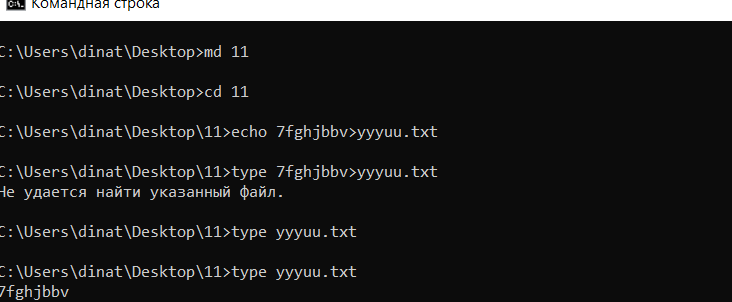 C:\. Командная строка
C:\Users\dinat\Desktop>md 11
C:\Users\dinat\Desktop>cd 11
C:\Users\dinat\Desktop\11>echo 7fghjbbv>yyyuu.txt
C:\Users\dinat\Desktop\11>type 7fghjbbv>yyyuu.txt
Не удается найти указанный файл.
C:\Users\dinat\Desktop\11>type yyyuu.txt
C:\Users\dinat\Desktop\11>type yyyuu.txt
7fghjbbv